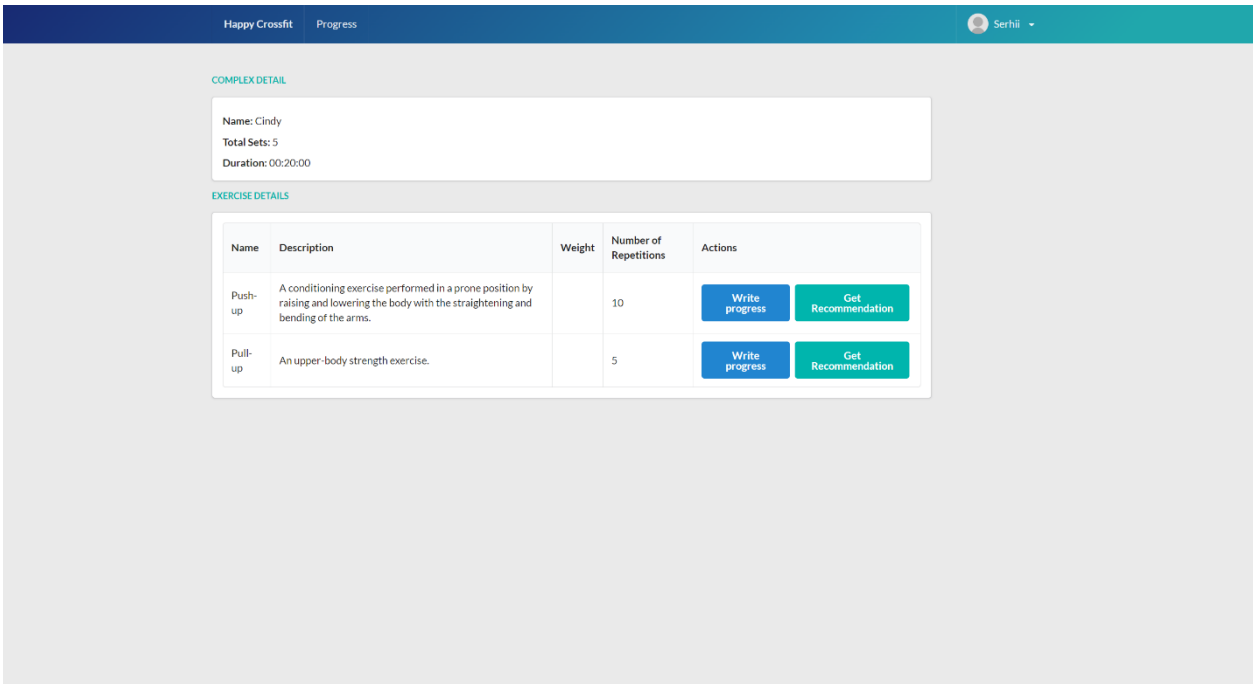 Happy Crossfit Progress Serhii
COMPLEX DETAIL
Name: Cindy
Total Sets: 5
Duration: 00:20:00
EXERCISE DETAILS
Name Description Weight Number of Repetitions Actions
Push-up A conditioning exercise performed in a prone position by raising and lowering the body with the straightening and bending of the arms. 10 Write progress Get Recommendation
Pull-up An upper-body strength exercise. 5 Write progress Get Recommendation